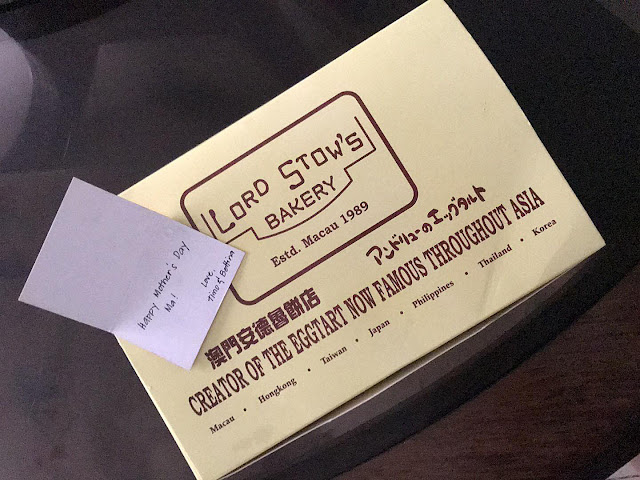 LORD STOW'S
BAKERY
Estd. Macau 1989
アンドリューのエッグタルト
澳門安德魯餅店
CREATOR OF THE EGGTART NOW FAMOUS THROUGHOUT ASIA
Macau • Hongkong • Taiwan • Japan • Philippines • Thailand • Korea
Happy Mother's Day
Ma!
Love,
Tino & Bettina